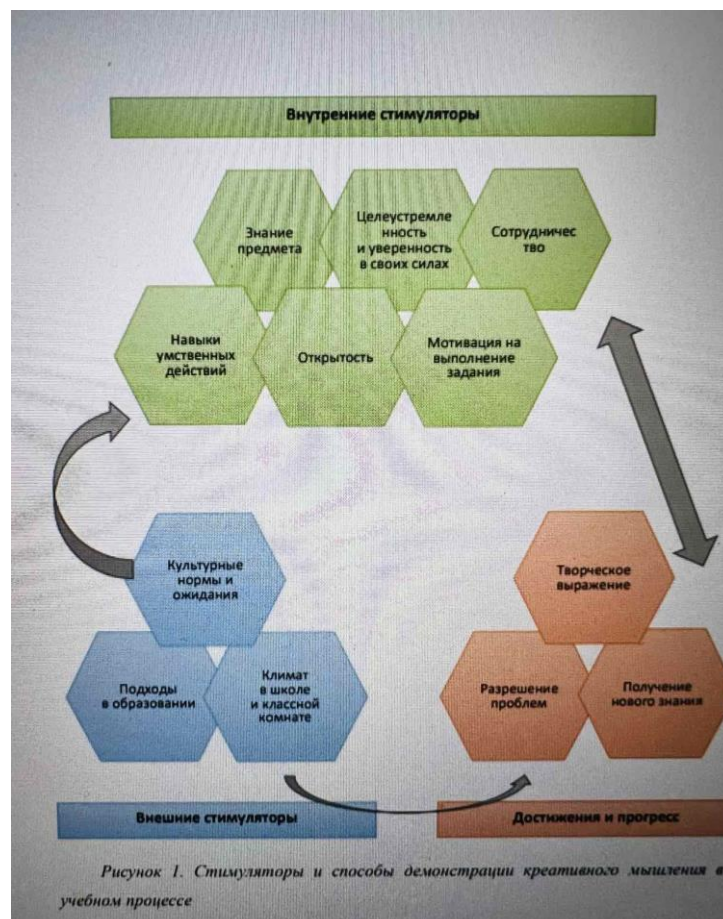 Внутренние стимуляторы
Знание
предмета
Целеустремле
нность
и уверенность
в своих силах
Сотрудничес
тво
Навыки
умственных
действий
Открытость
Мотивация на
выполнение
задания
Культурные
нормы и
ожидания
Подходы
в образовании
Климат
в школе
и классной
комнате
Творческое
выражение
Разрешение
проблем
Получение
нового знания
Внешние стимуляторы
Достижения и прогресс
Рисунок 1. Стимуляторы и способы демонстрации креативного мышления в
учебном процессе